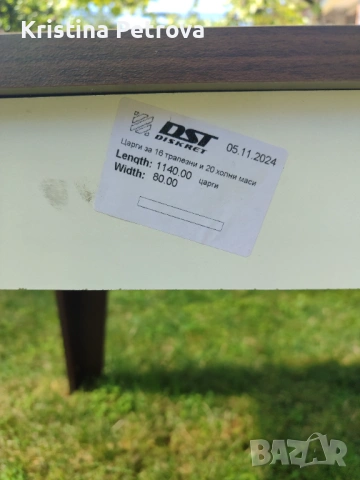 Kristina Petrova
DST
DISKRET
05.11.2024
Царги за 16 трапезни и 20 холни маси
Length: 1140.00 царги
Width: 80.00
BAZAR